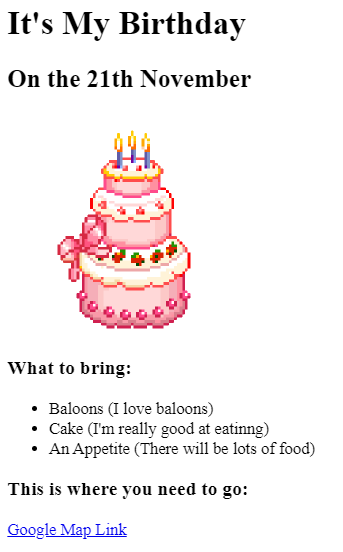 It's My Birthday
On the 21th November
What to bring:
Baloons (I love baloons)
Cake (I'm really good at eatinng)
An Appetite (There will be lots of food)
This is where you need to go:
Google Map Link